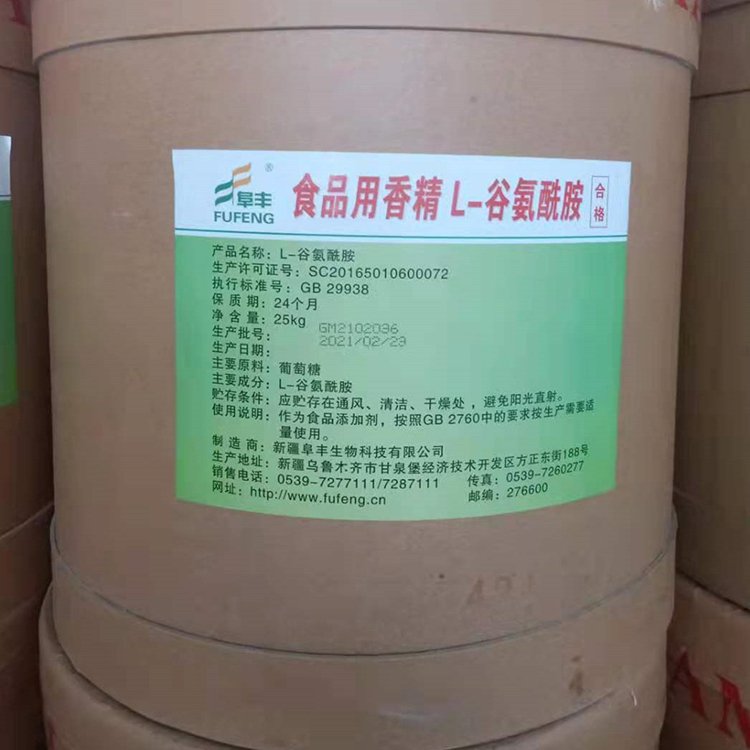 阜丰®
FUFENG
食品用香精 L-谷氨酰胺
合格
产品名称：L-谷氨酰胺
生产许可证号：SC20165010600072
执行标准号：GB 29938
保 质 期：24个月
净 含 量：25kg
生产批号：GM2102036
生产日期：2021/02/23
主要原料：葡萄糖
主要成分：L-谷氨酰胺
贮存条件：应贮存在通风、清洁、干燥处，避免阳光直射。
使用说明：作为食品添加剂，按照GB 2760中的要求按生产需要适
量使用。
制 造 商：新疆阜丰生物科技有限公司
生产地址：新疆乌鲁木齐市甘泉堡经济技术开发区方正东街188号
销售电话：0539-7277111/7287111 传真：0539-7260277
网址：http://www.fufeng.cn 邮编：276600